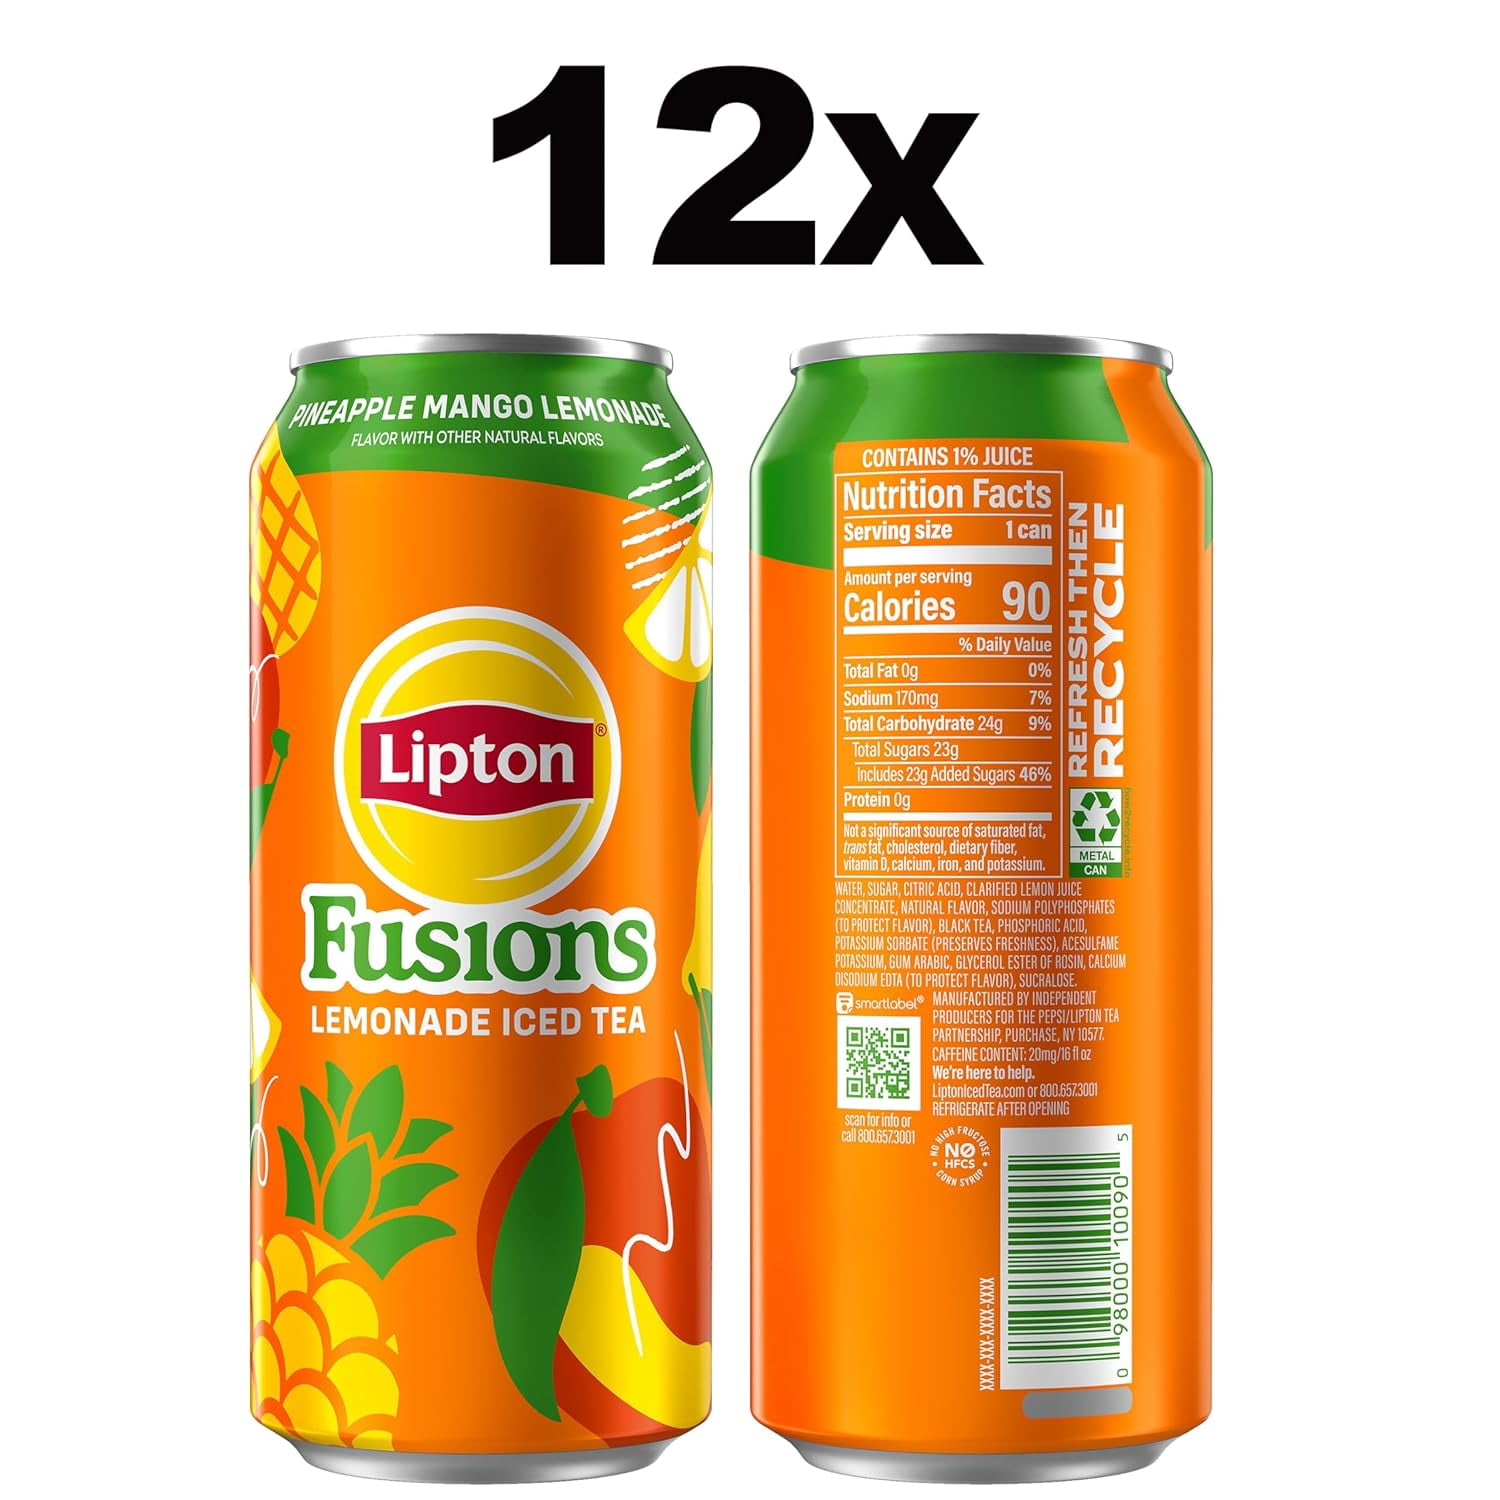 12x
PINEAPPLE MANGO LEMONADE
FLAVOR WITH OTHER NATURAL FLAVORS
Lipton®
Fusions
LEMONADE ICED TEA
CONTAINS 1% JUICE
Nutrition Facts
Serving size 1 can
Amount per serving
Calories 90
% Daily Value
Total Fat 0g 0%
Sodium 170mg 7%
Total Carbohydrate 24g 9%
Total Sugars 23g
Includes 23g Added Sugars 46%
Protein 0g
Not a significant source of saturated fat,
trans fat, cholesterol, dietary fiber,
vitamin D, calcium, iron, and potassium.
REFRESH THEN
RECYCLE
how2recycle.info
METAL
CAN
WATER, SUGAR, CITRIC ACID, CLARIFIED LEMON JUICE
CONCENTRATE, NATURAL FLAVOR, SODIUM POLYPHOSPHATES
(TO PROTECT FLAVOR), BLACK TEA, PHOSPHORIC ACID,
POTASSIUM SORBATE (PRESERVES FRESHNESS), ACESULFAME
POTASSIUM, GUM ARABIC, GLYCEROL ESTER OF ROSIN, CALCIUM
DISODIUM EDTA (TO PROTECT FLAVOR), SUCRALOSE.
smartlabel®
scan for info or
call 800.657.3001
MANUFACTURED BY INDEPENDENT
PRODUCERS FOR THE PEPSI/LIPTON TEA
PARTNERSHIP, PURCHASE, NY 10577.
CAFFEINE CONTENT: 20mg/16 fl oz
We're here to help.
LiptonIcedTea.com or 800.657.3001
REFRIGERATE AFTER OPENING
NO HIGH FRUCTOSE
NO
HFCS
CORN SYRUP
XXXX-XXX-XXXX-XXXX
0 98000 10090 5